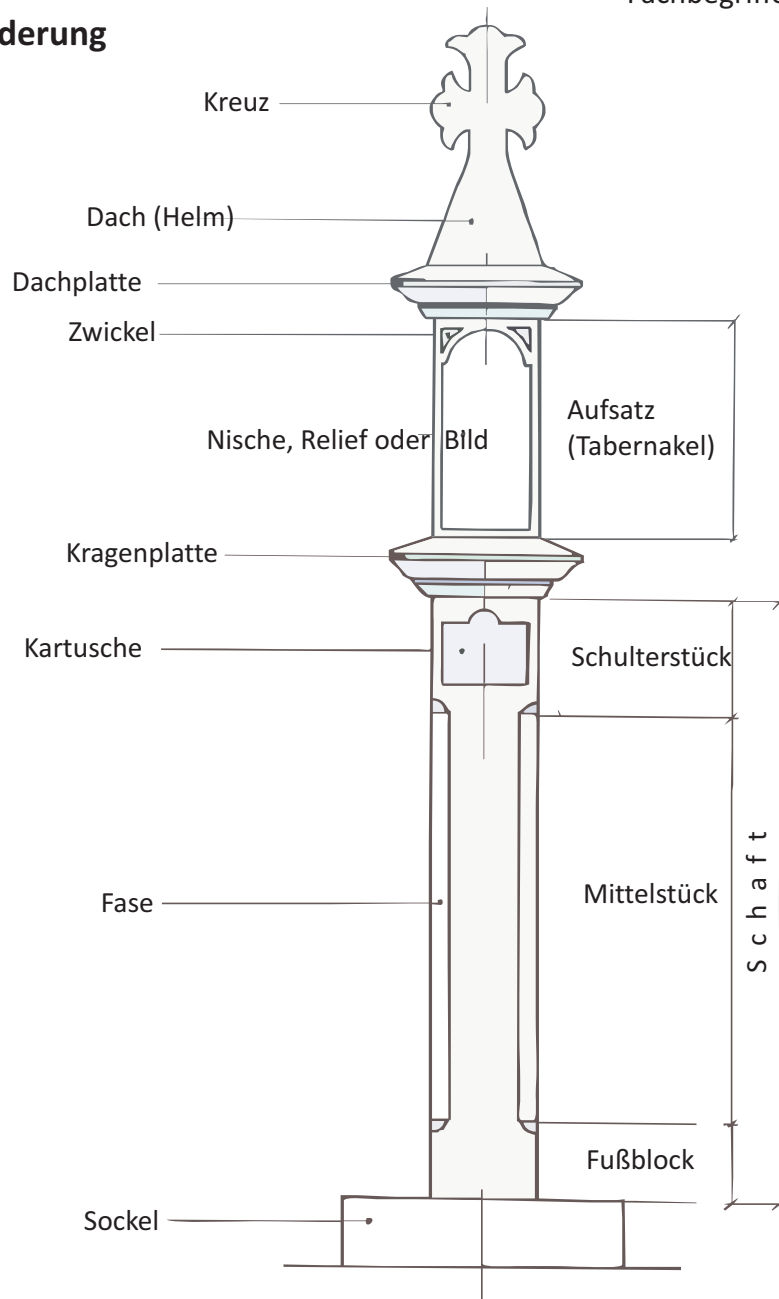 derung
Kreuz
Dach (Helm)
Dachplatte
Zwickel
Nische, Relief oder Bild
Aufsatz
(Tabernakel)
Kragenplatte
Kartusche
Schulterstück
Fase
Mittelstück
Schaft
Fußblock
Sockel